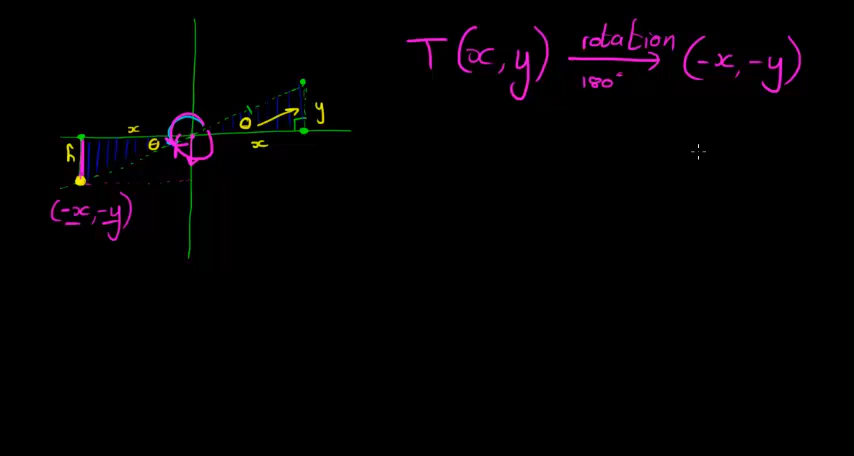 T(x, y) rotation 180° (-x, -y)
y
x
θ
θ
x
(-x, -y)